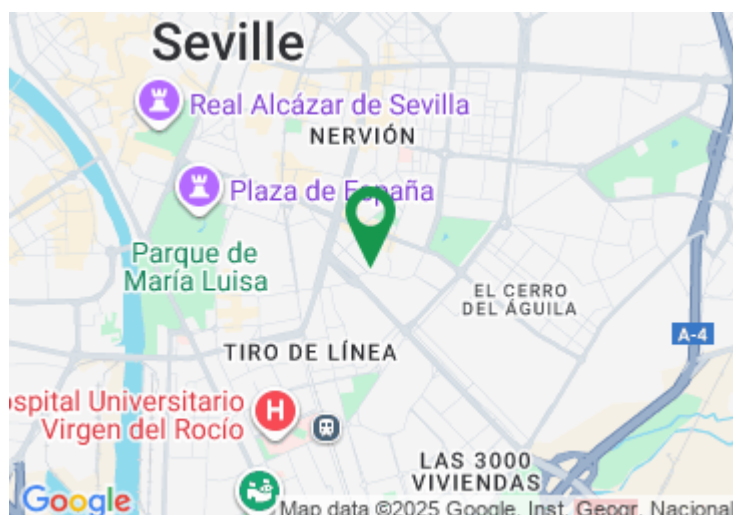 Seville
Real Alcázar de Sevilla
NERVIÓN
Plaza de España
Parque de
María Luisa
EL CERRO
DEL ÁGUILA
A-4
TIRO DE LÍNEA
spital Universitario
Virgen del Rocío
H
LAS 3000
VIVIENDAS
Google
Map data ©2025 Google, Inst. Geogr. Nacional